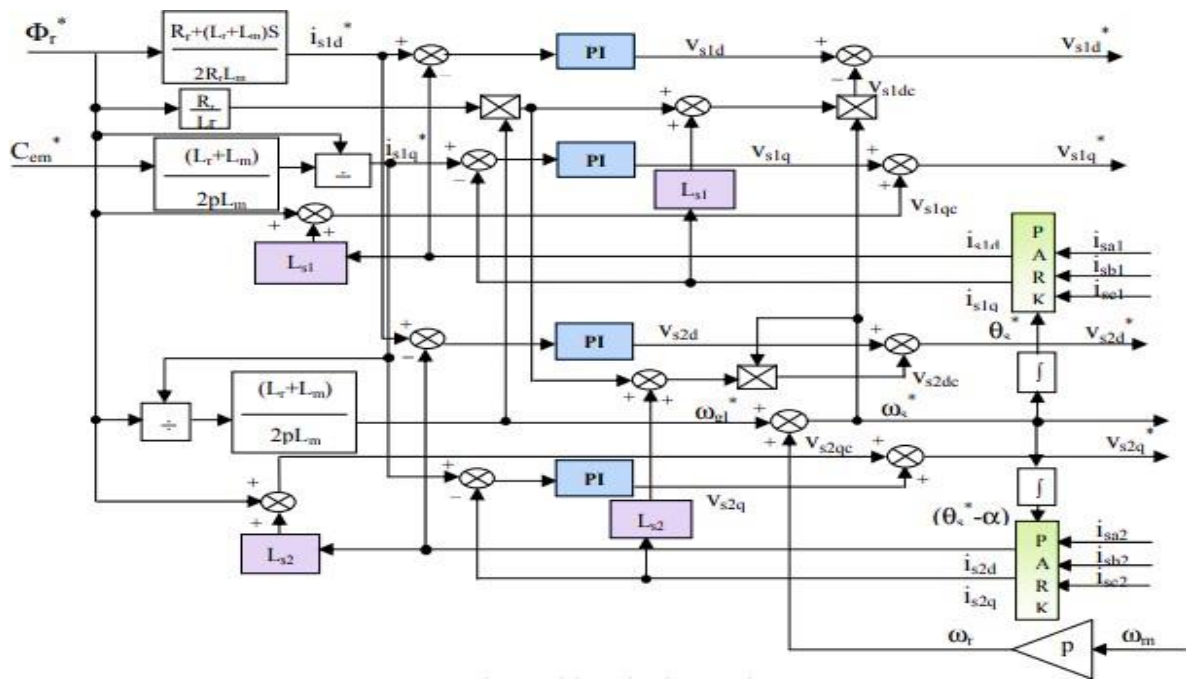 Φr*
Rr+(Lr+Lm)S
2RrLm
is1d*
+
−
PI
vs1d
+
−
vs1d*
Rr
Lr
vs1dc
+
+
Cem*
(Lr+Lm)
2pLm
÷
is1q*
+
−
PI
vs1q
+
+
vs1q*
Ls1
vs1qc
+
+
Ls1
is1d
is1q
P
A
R
K
isa1
isb1
isc1
+
−
PI
vs2d
+
+
θs*
vs2d*
∫
vs2dc
+
+
÷
(Lr+Lm)
2pLm
ωgl*
+
+
ωs*
vs2qc
vs2q*
+
+
+
−
PI
vs2q
∫
+
+
Ls2
Ls2
(θs*-α)
is2d
is2q
P
A
R
K
isa2
isb2
isc2
ωr
p
ωm